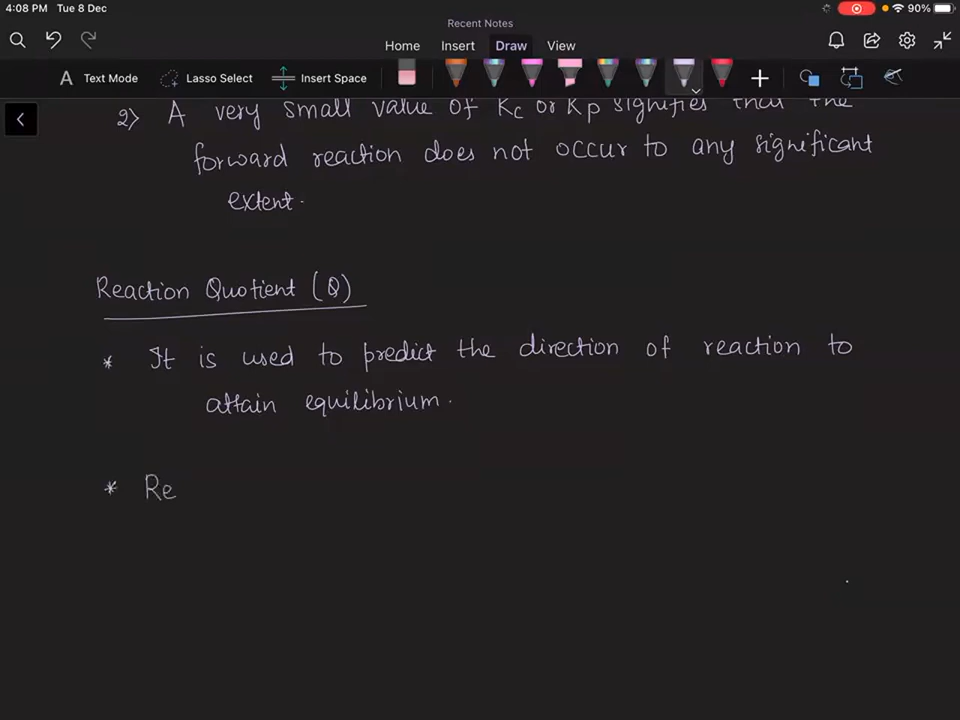 4:08 PM Tue 8 Dec
90%
Recent Notes
Home Insert Draw View
Text Mode Lasso Select Insert Space
2) A very small value of Kc or Kp signifies that the
forward reaction does not occur to any significant
extent.
Reaction Quotient (Q)
* It is used to predict the direction of reaction to
attain equilibrium.
* Re